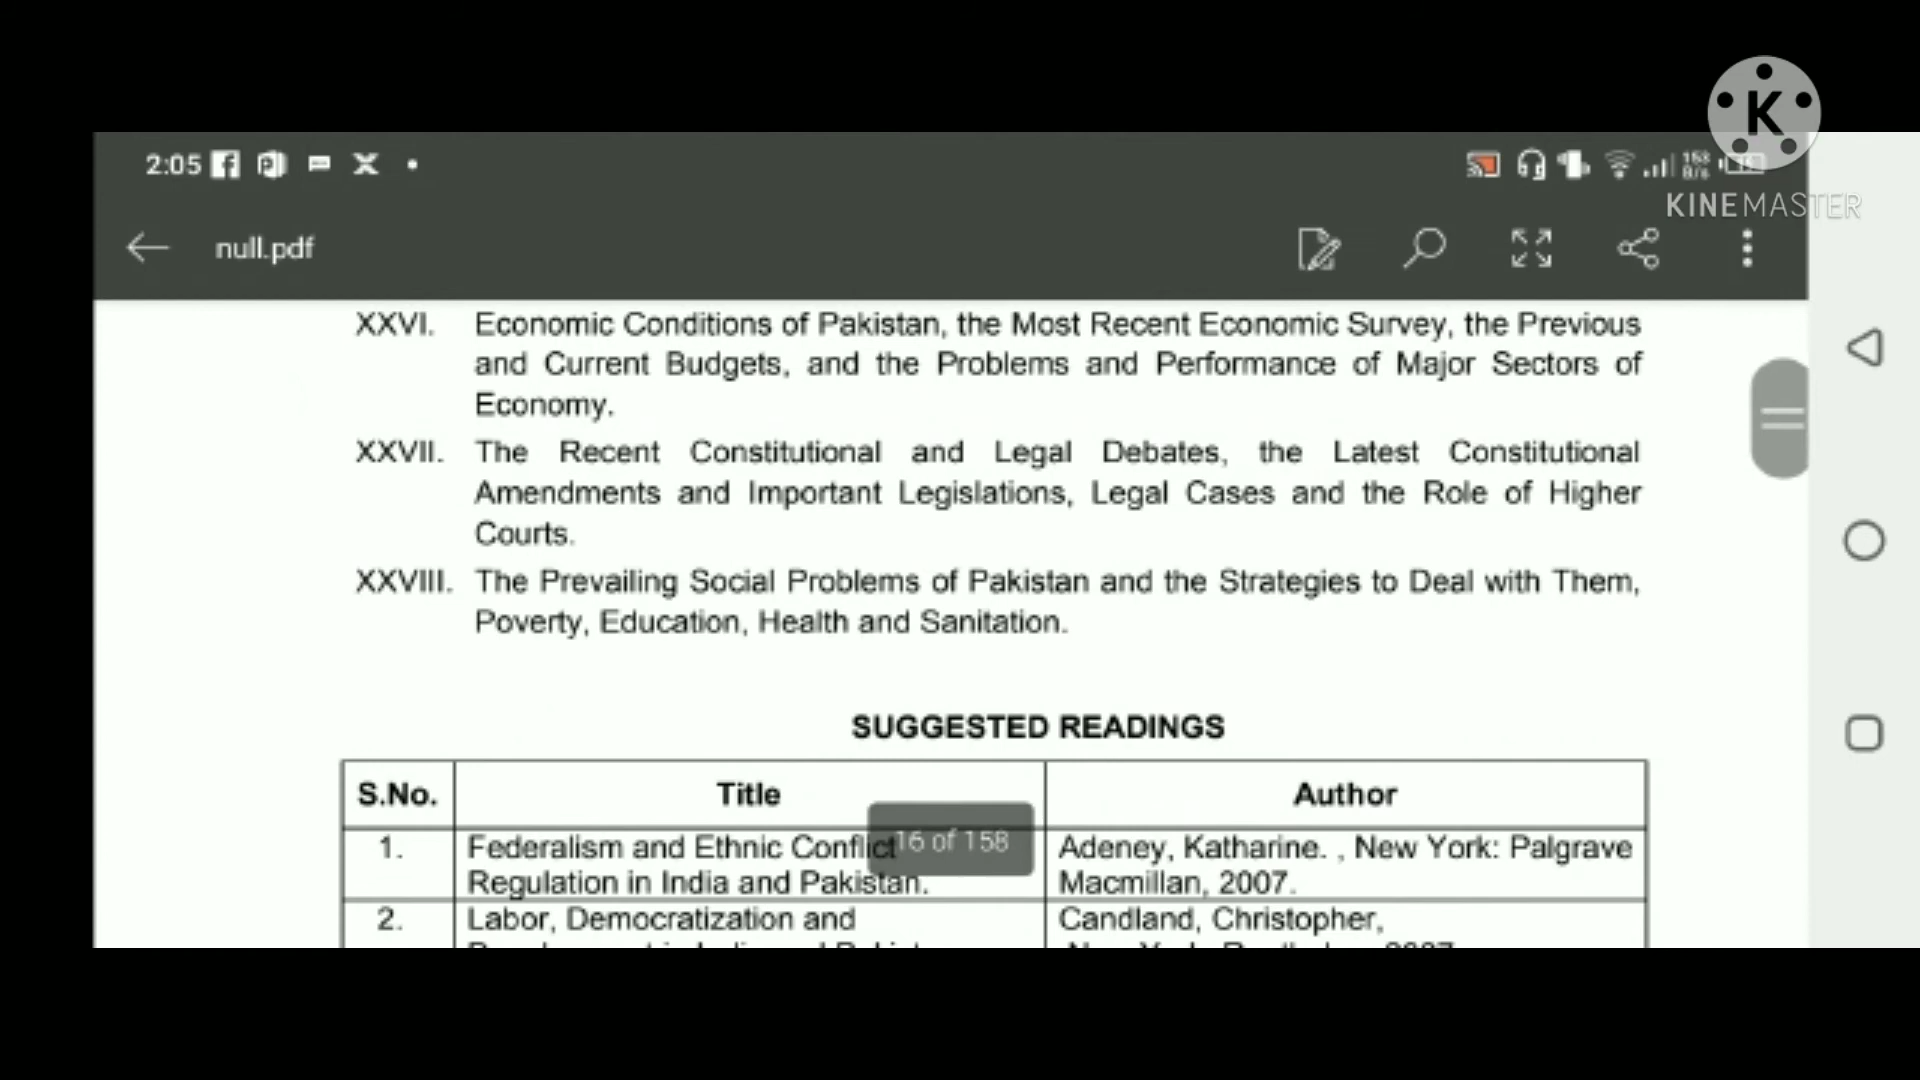 K
KINEMASTER
2:05
153
B/s
null.pdf
XXVI. Economic Conditions of Pakistan, the Most Recent Economic Survey, the Previous
and Current Budgets, and the Problems and Performance of Major Sectors of
Economy.
XXVII. The Recent Constitutional and Legal Debates, the Latest Constitutional
Amendments and Important Legislations, Legal Cases and the Role of Higher
Courts.
XXVIII. The Prevailing Social Problems of Pakistan and the Strategies to Deal with Them,
Poverty, Education, Health and Sanitation.
SUGGESTED READINGS
S.No. Title Author
16 of 158
1. Federalism and Ethnic Conflict Adeney, Katharine. , New York: Palgrave
Regulation in India and Pakistan. Macmillan, 2007.
2. Labor, Democratization and Candland, Christopher,